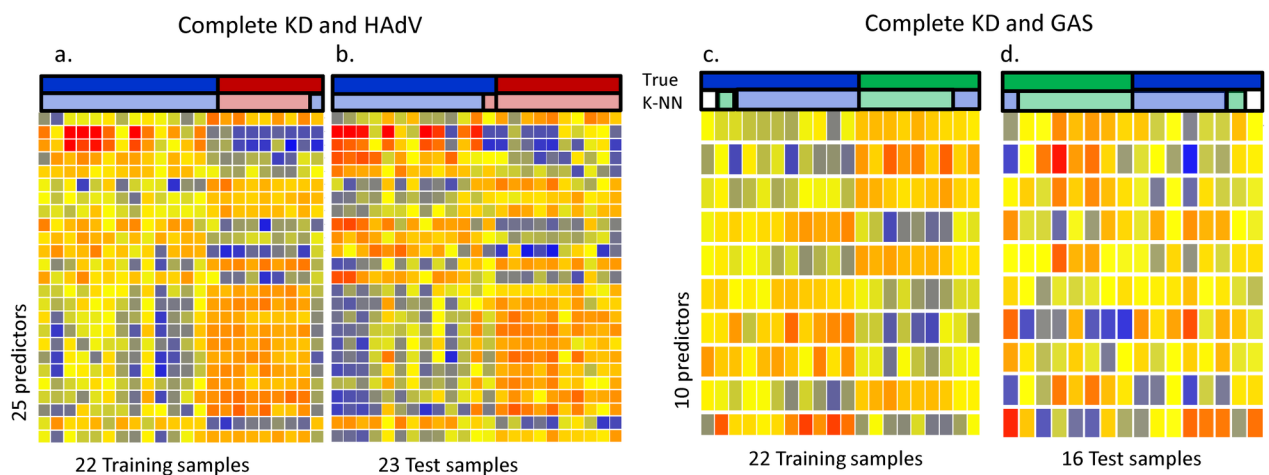 Complete KD and HAdV
Complete KD and GAS
a.
b.
c.
d.
True
K-NN
25 predictors
10 predictors
22 Training samples
23 Test samples
22 Training samples
16 Test samples